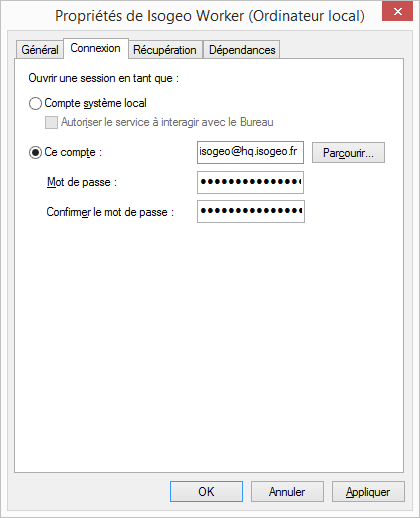 Propriétés de Isogeo Worker (Ordinateur local)
Général Connexion Récupération Dépendances
Ouvrir une session en tant que :
Compte système local
Autoriser le service à interagir avec le Bureau
Ce compte : isogeo@hq.isogeo.fr Parcourir...
Mot de passe : ●●●●●●●●●●●●●●●
Confirmer le mot de passe : ●●●●●●●●●●●●●●●
OK Annuler Appliquer